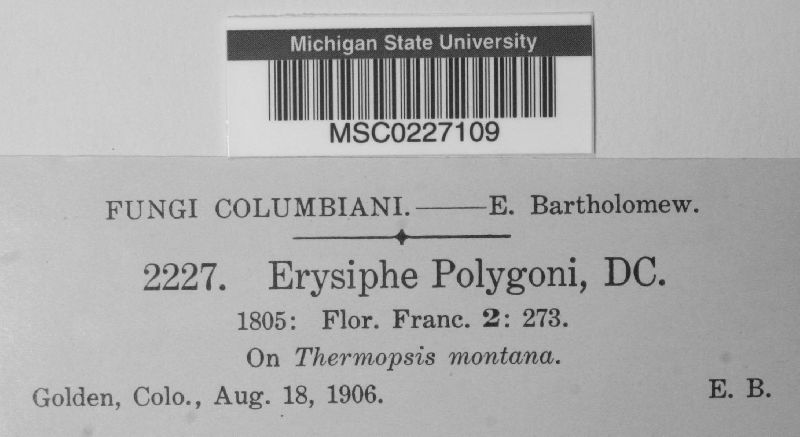 Michigan State University
MSC0227109
FUNGI COLUMBIANI.——E. Bartholomew.
2227. Erysiphe Polygoni, DC.
1805: Flor. Franc. 2: 273.
On Thermopsis montana.
Golden, Colo., Aug. 18, 1906. E. B.